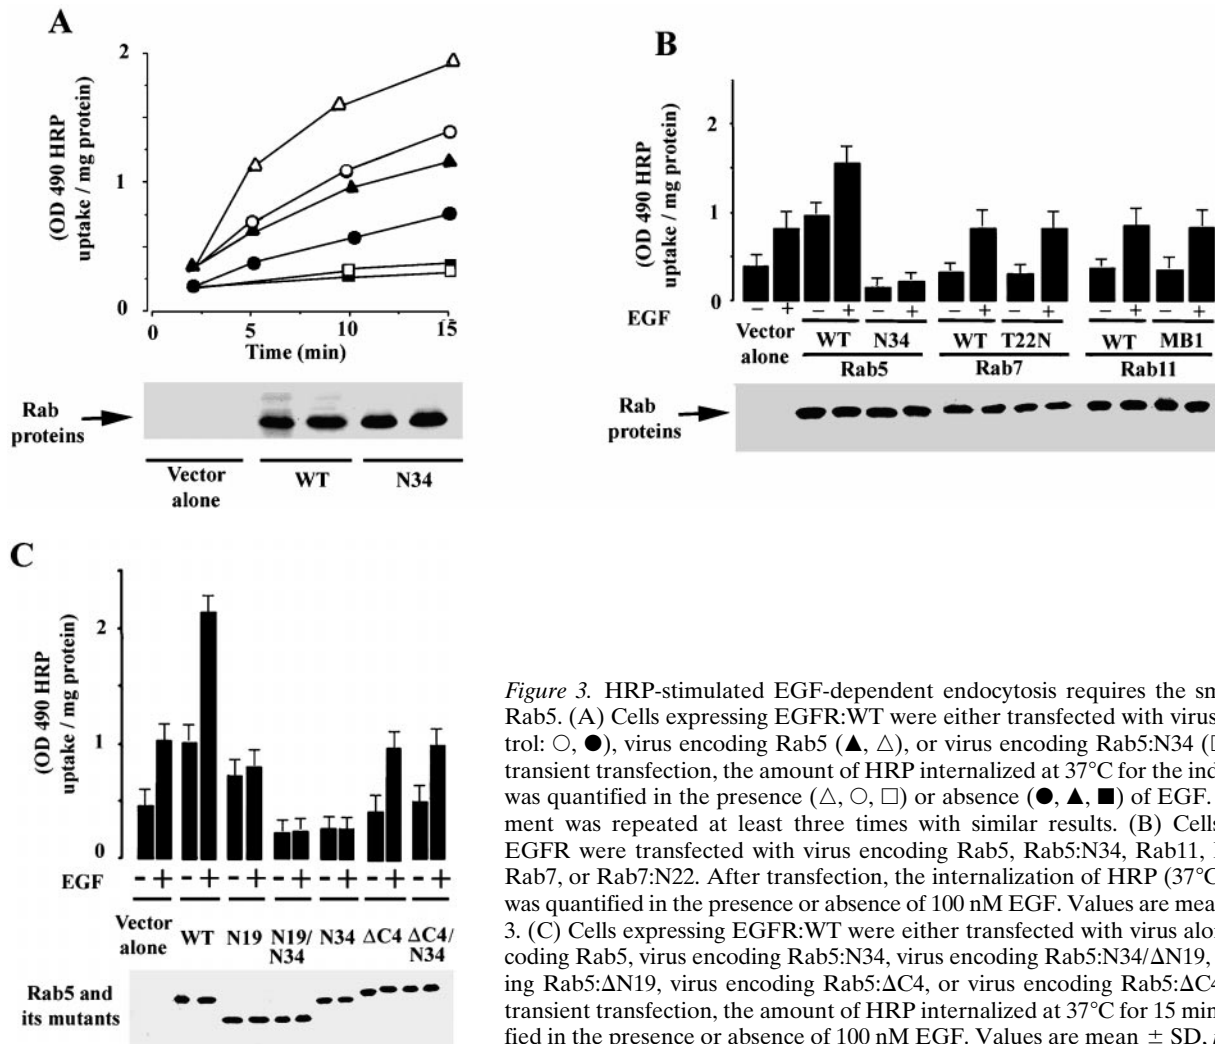 A
2
1
0
(OD 490 HRP
uptake / mg protein)
0 5 10 15
Time (min)
Rab
proteins
Vector
alone
WT
N34
B
2
1
0
(OD 490 HRP
uptake / mg protein)
EGF
− + − + − + − + − + − + − +
Vector
alone
WT N34 WT T22N WT MB1
Rab5 Rab7 Rab11
Rab
proteins
C
2
1
0
(OD 490 HRP
uptake / mg protein)
EGF
- + - + - + - + - + - + - +
Vector
alone
WT N19 N19/
N34
N34 ΔC4 ΔC4/
N34
Rab5 and
its mutants
Figure 3. HRP-stimulated EGF-dependent endocytosis requires the sm
Rab5. (A) Cells expressing EGFR:WT were either transfected with virus
trol: ○, ●), virus encoding Rab5 (▲, △), or virus encoding Rab5:N34 (
transient transfection, the amount of HRP internalized at 37°C for the ind
was quantified in the presence (△, ○, □) or absence (●, ▲, ■) of EGF.
ment was repeated at least three times with similar results. (B) Cells
EGFR were transfected with virus encoding Rab5, Rab5:N34, Rab11,
Rab7, or Rab7:N22. After transfection, the internalization of HRP (37°C
was quantified in the presence or absence of 100 nM EGF. Values are mea
3. (C) Cells expressing EGFR:WT were either transfected with virus alo
coding Rab5, virus encoding Rab5:N34, virus encoding Rab5:N34/ΔN19,
ing Rab5:ΔN19, virus encoding Rab5:ΔC4, or virus encoding Rab5:ΔC4
transient transfection, the amount of HRP internalized at 37°C for 15 min
fied in the presence or absence of 100 nM EGF. Values are mean ± SD,